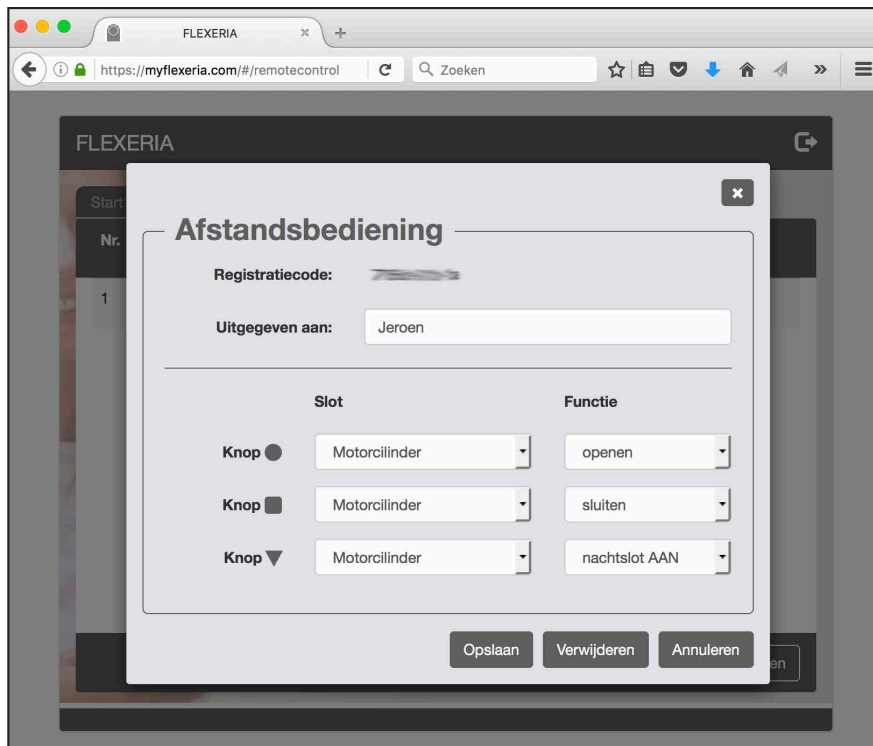 FLEXERIA
https://myflexeria.com/#/remotecontrol
Zoeken
FLEXERIA
Start
Nr.
1
Afstandsbediening
Registratiecode:
Uitgegeven aan: Jeroen
Slot Functie
Knop Motorcilinder openen
Knop Motorcilinder sluiten
Knop Motorcilinder nachtslot AAN
Opslaan Verwijderen Annuleren